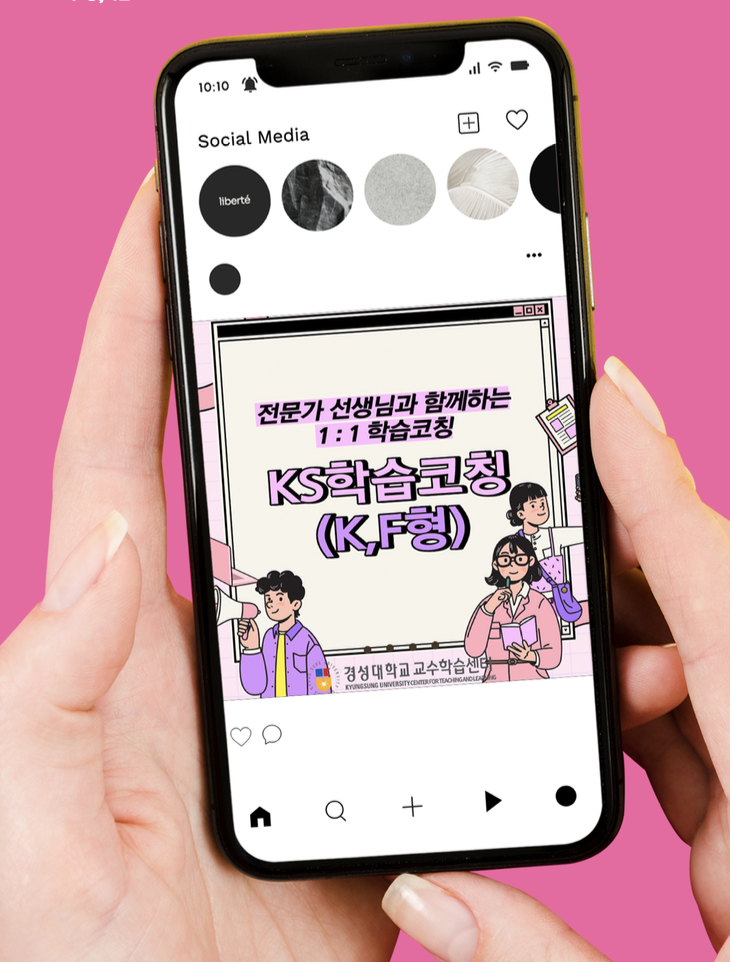 10:10
Social Media
liberté
전문가 선생님과 함께하는
1 : 1 학습코칭
KS학습코칭
(K,F형)
경성대학교 교수학습센터
KYUNGSUNG UNIVERSITY CENTER FOR TEACHING AND LEARNING